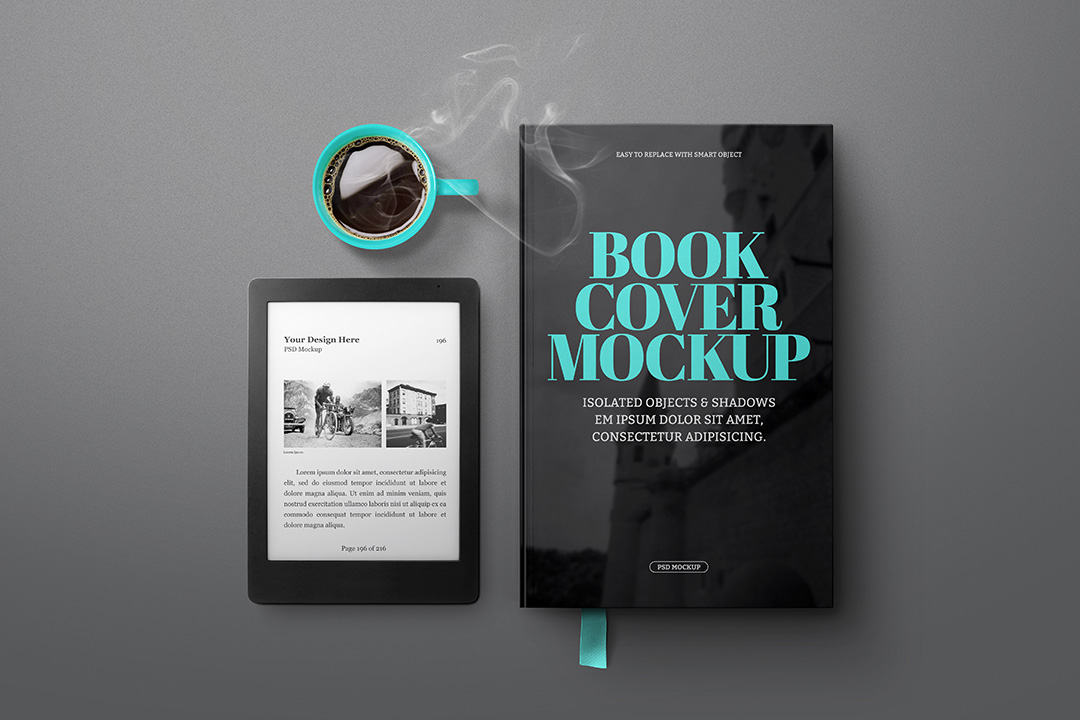 EASY TO REPLACE WITH SMART OBJECT
BOOK
COVER
MOCKUP
ISOLATED OBJECTS & SHADOWS
EM IPSUM DOLOR SIT AMET,
CONSECTETUR ADIPISICING.
PSD MOCKUP
Your Design Here
196
PSD Mockup
Lorem Ipsum
Lorem ipsum dolor sit amet, consectetur adipisicing
elit, sed do eiusmod tempor incididunt ut labore et
dolore magna aliqua. Ut enim ad minim veniam, quis
nostrud exercitation ullamco laboris nisi ut aliquip ex ea
commodo consequat tempor incididunt ut labore et
dolore magna aliqua.
Page 196 of 216